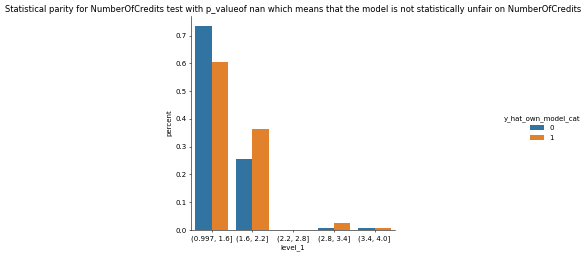 Statistical parity for NumberOfCredits test with p_valueof nan which means that the model is not statistically unfair on NumberOfCredits
0.7
0.6
0.5
0.4
0.3
0.2
0.1
0.0
percent
(0.997, 1.6] (1.6, 2.2] (2.2, 2.8] (2.8, 3.4] (3.4, 4.0]
level_1
y_hat_own_model_cat
0
1